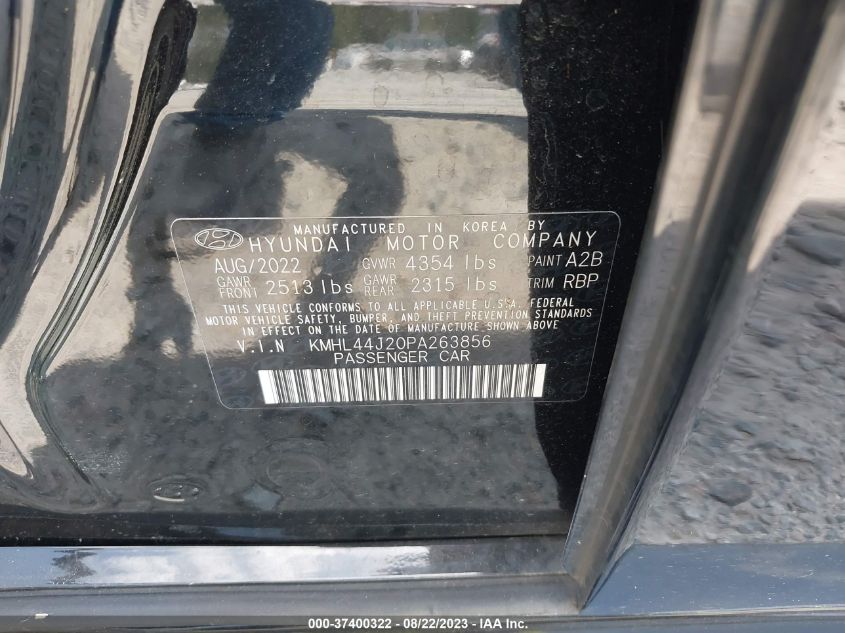 MANUFACTURED IN KOREA BY
HYUNDAI MOTOR COMPANY
AUG/2022 GVWR 4354 lbs PAINT A2B
GAWR FRONT 2513 lbs GAWR REAR 2315 lbs TRIM RBP
THIS VEHICLE CONFORMS TO ALL APPLICABLE U.S.A. FEDERAL
MOTOR VEHICLE SAFETY, BUMPER, AND THEFT PREVENTION STANDARDS
IN EFFECT ON THE DATE OF MANUFACTURE SHOWN ABOVE
V.I.N KMHL44J20PA263856
PASSENGER CAR
000-37400322 - 08/22/2023 - IAA Inc.